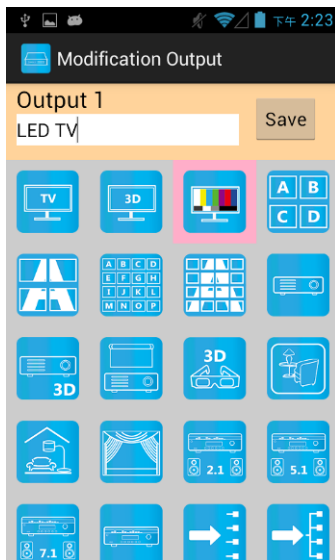 下午 2:23
Modification Output
Output 1
LED TV
Save
TV
3D
A B
C D
A B C D
E F G H
I J K L
M N O P
3D
3D
2.1
5.1
7.1